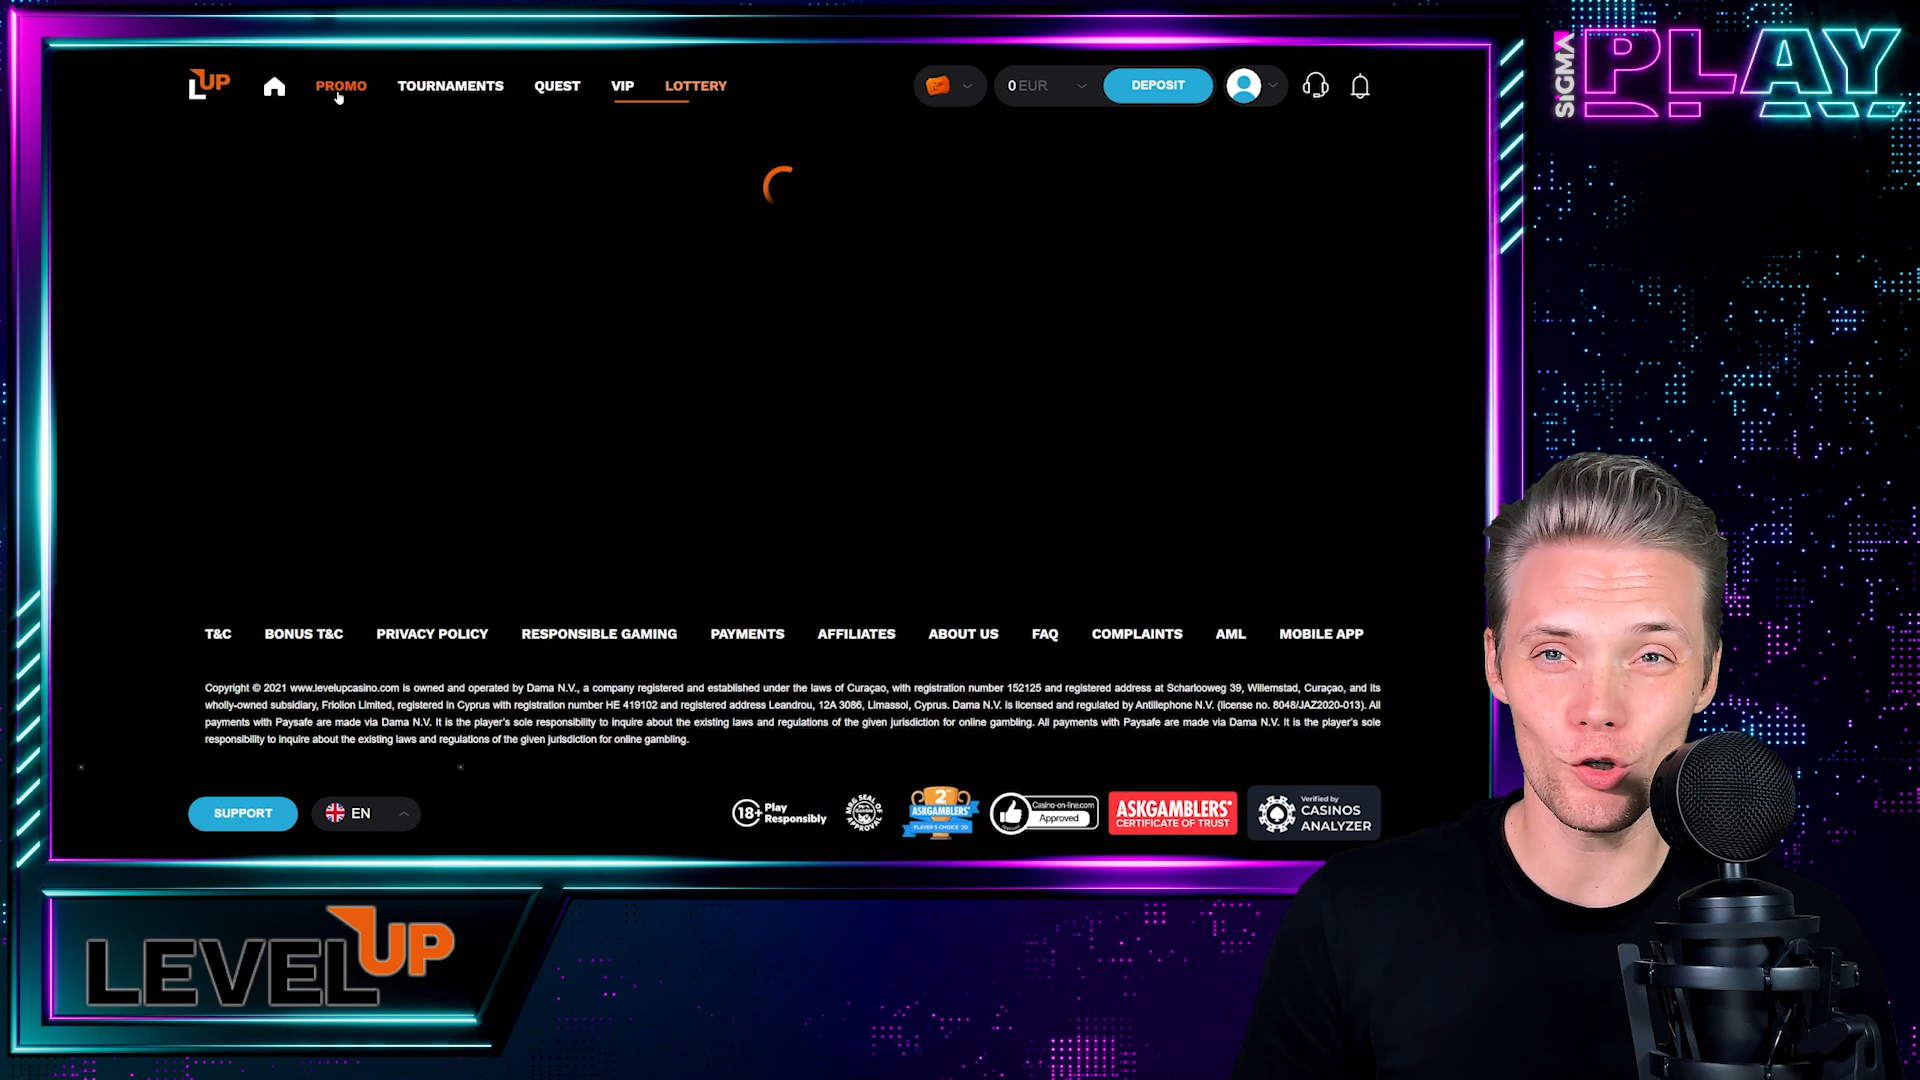 UP
L
PROMO
TOURNAMENTS
QUEST
VIP
LOTTERY
0 EUR
DEPOSIT
SIGMA
PLAY
T&C
BONUS T&C
PRIVACY POLICY
RESPONSIBLE GAMING
PAYMENTS
AFFILIATES
ABOUT US
FAQ
COMPLAINTS
AML
MOBILE APP
Copyright © 2021 www.levelupcasino.com is owned and operated by Dama N.V., a company registered and established under the laws of Curaçao, with registration number 152125 and registered address at Scharlooweg 39, Willemstad, Curaçao, and its
wholly-owned subsidiary, Friolion Limited, registered in Cyprus with registration number HE 419102 and registered address Leandrou, 12A 3086, Limassol, Cyprus. Dama N.V. is licensed and regulated by Antillephone N.V. (license no. 8048/JAZ2020-013). All
payments with Paysafe are made via Dama N.V. It is the player's sole responsibility to inquire about the existing laws and regulations of the given jurisdiction for online gambling. All payments with Paysafe are made via Dama N.V. It is the player's sole
responsibility to inquire about the existing laws and regulations of the given jurisdiction for online gambling.
SUPPORT
EN
18+
Play
Responsibly
MRG SEAL OF
APPROVAL
2nd
ASKGAMBLERS
PLAYER'S CHOICE '20
Casino-on-line.com
Approved
ASKGAMBLERS
CERTIFICATE OF TRUST
Verified by
CASINOS
ANALYZER
LEVEL UP